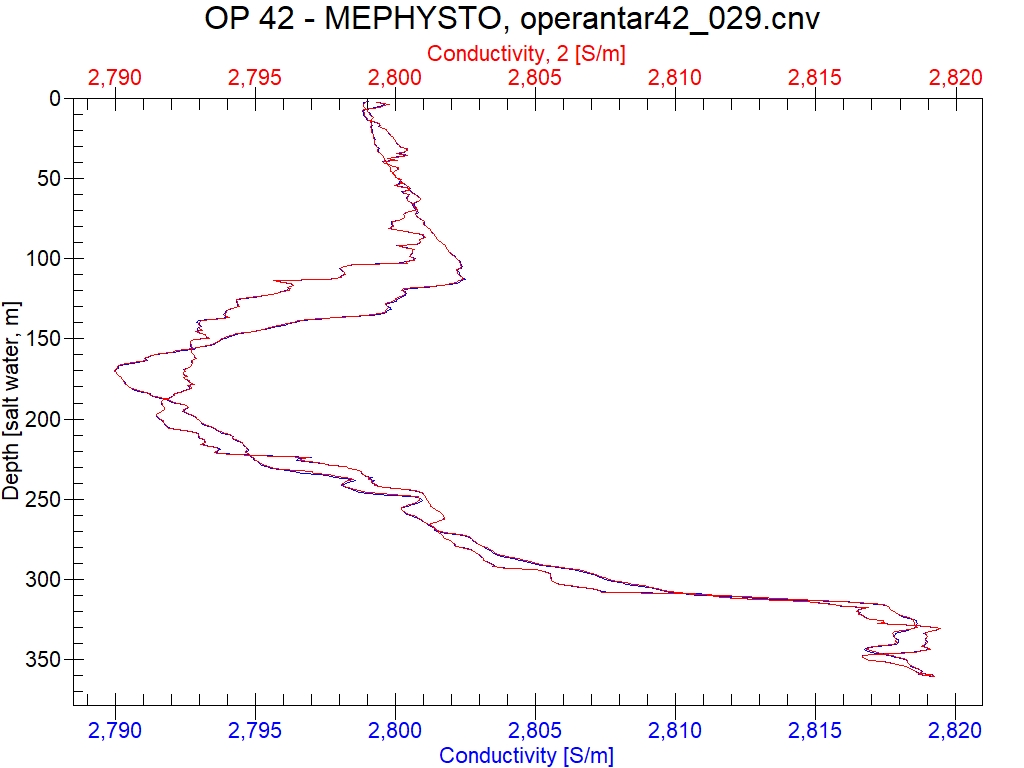 OP 42 - MEPHYSTO, operantar42_029.cnv
Conductivity, 2 [S/m]
2,790 2,795 2,800 2,805 2,810 2,815 2,820
0
50
100
150
200
250
300
350
Depth [salt water, m]
2,790 2,795 2,800 2,805 2,810 2,815 2,820
Conductivity [S/m]